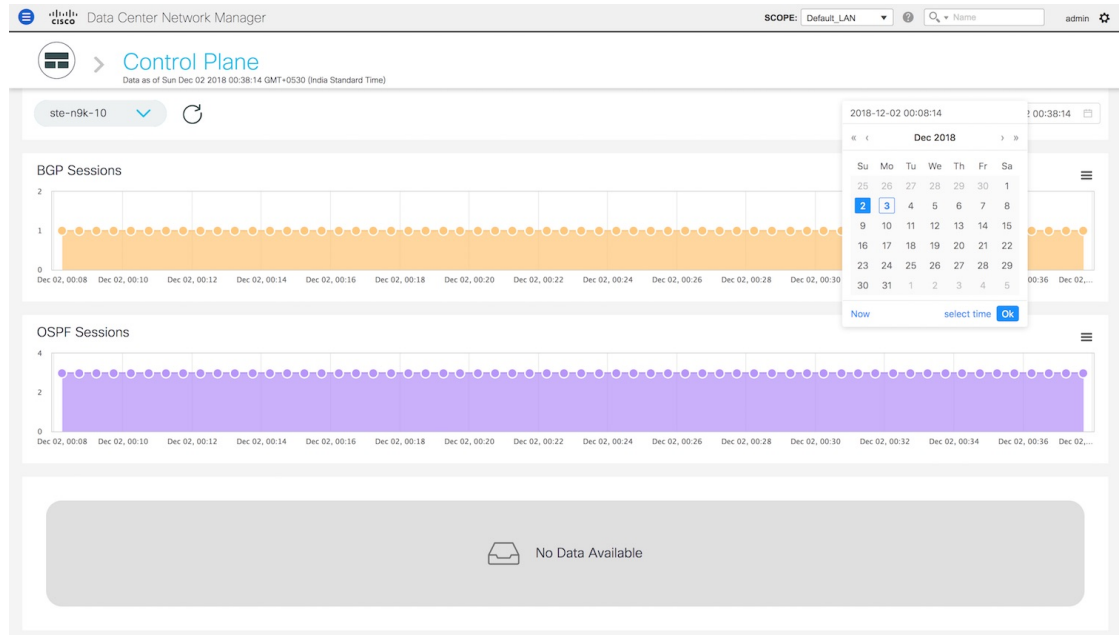 cisco Data Center Network Manager SCOPE: Default_LAN Name admin
Control Plane
Data as of Sun Dec 02 2018 00:38:14 GMT+0530 (India Standard Time)
ste-n9k-10
2018-12-02 00:08:14
00:38:14
« ‹ Dec 2018 › »
Su Mo Tu We Th Fr Sa
25 26 27 28 29 30 1
2 3 4 5 6 7 8
9 10 11 12 13 14 15
16 17 18 19 20 21 22
23 24 25 26 27 28 29
30 31 1 2 3 4 5
Now select time Ok
BGP Sessions
2
1
0
Dec 02, 00:08 Dec 02, 00:10 Dec 02, 00:12 Dec 02, 00:14 Dec 02, 00:16 Dec 02, 00:18 Dec 02, 00:20 Dec 02, 00:22 Dec 02, 00:24 Dec 02, 00:26 Dec 02, 00:28 Dec 02, 00:30 00:36 Dec 02,...
OSPF Sessions
4
2
0
Dec 02, 00:08 Dec 02, 00:10 Dec 02, 00:12 Dec 02, 00:14 Dec 02, 00:16 Dec 02, 00:18 Dec 02, 00:20 Dec 02, 00:22 Dec 02, 00:24 Dec 02, 00:26 Dec 02, 00:28 Dec 02, 00:30 Dec 02, 00:32 Dec 02, 00:34 Dec 02, 00:36 Dec 02,...
No Data Available